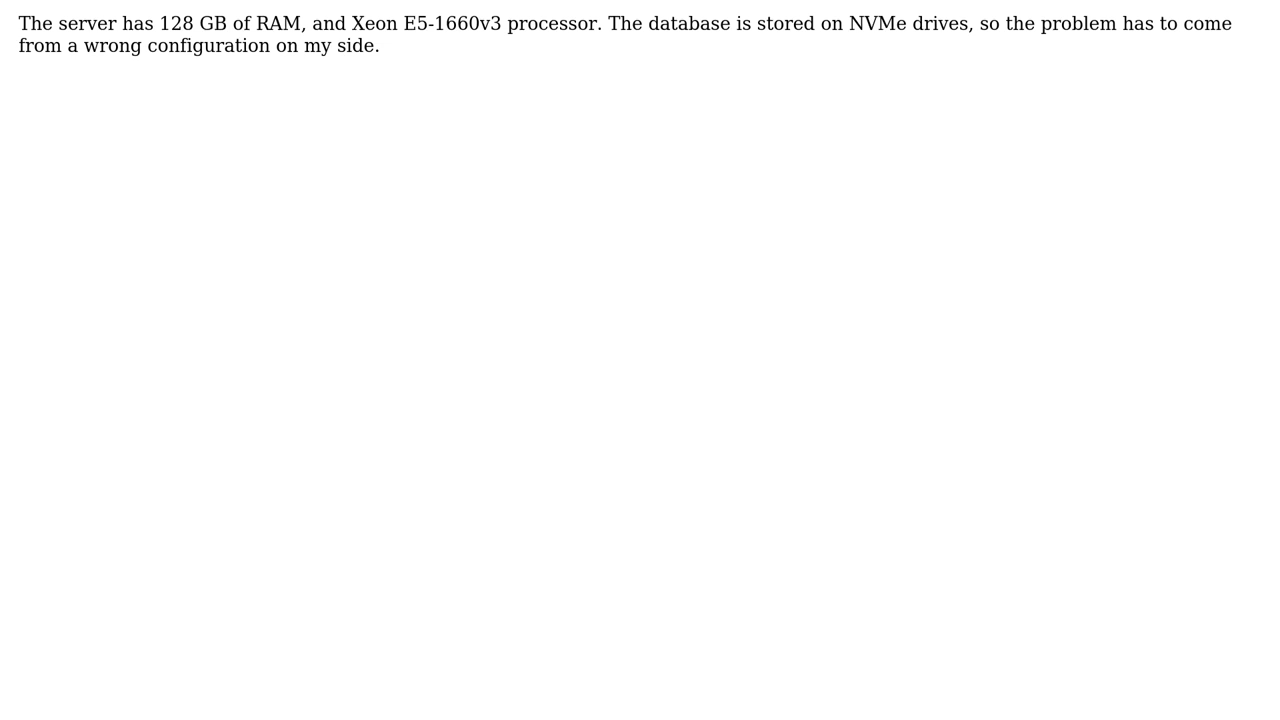 The server has 128 GB of RAM, and Xeon E5-1660v3 processor. The database is stored on NVMe drives, so the problem has to come
from a wrong configuration on my side.